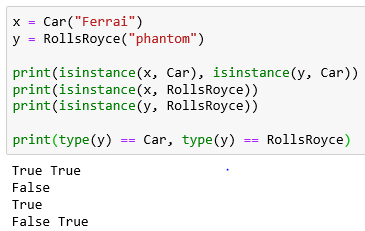 x = Car("Ferrai")
y = RollsRoyce("phantom")
print(isinstance(x, Car), isinstance(y, Car))
print(isinstance(x, RollsRoyce))
print(isinstance(y, RollsRoyce))
print(type(y) == Car, type(y) == RollsRoyce)
True True
False
True
False True